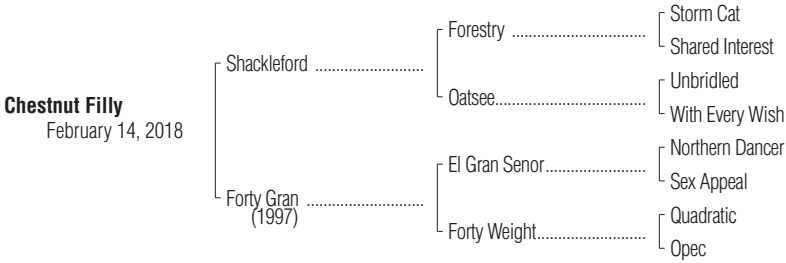 Storm Cat
Forestry ................................
Shared Interest
Shackleford ..........................
Unbridled
Oatsee....................................
With Every Wish
Chestnut Filly
February 14, 2018
Northern Dancer
El Gran Senor........................
Sex Appeal
Forty Gran ............................
(1997)
Quadratic
Forty Weight..........................
Opec